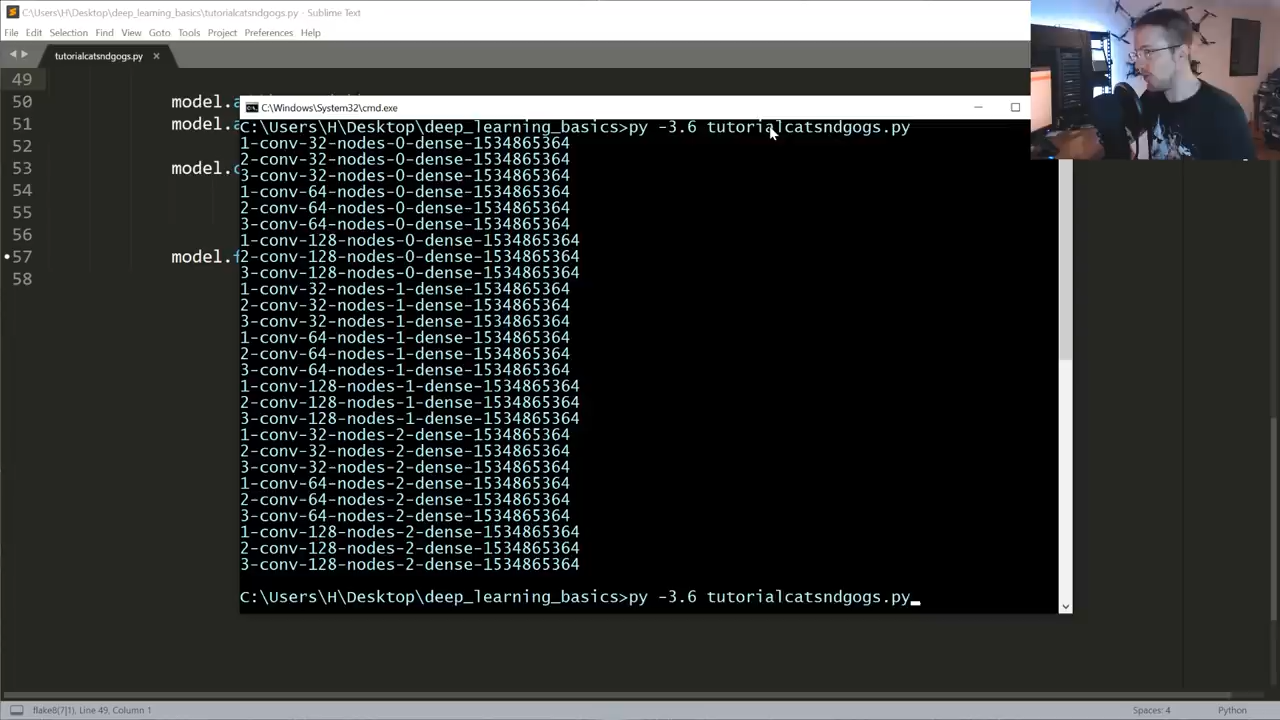 C:\Users\H\Desktop\deep_learning_basics\tutorialcatsndgogs.py - Sublime Text
File Edit Selection Find View Goto Tools Project Preferences Help
tutorialcatsndgogs.py
49
50 model.a
51 model.a
52
53 model.c
54
55
56
57 model.f
58
C:\Windows\System32\cmd.exe
C:\Users\H\Desktop\deep_learning_basics>py -3.6 tutorialcatsndgogs.py
1-conv-32-nodes-0-dense-1534865364
2-conv-32-nodes-0-dense-1534865364
3-conv-32-nodes-0-dense-1534865364
1-conv-64-nodes-0-dense-1534865364
2-conv-64-nodes-0-dense-1534865364
3-conv-64-nodes-0-dense-1534865364
1-conv-128-nodes-0-dense-1534865364
2-conv-128-nodes-0-dense-1534865364
3-conv-128-nodes-0-dense-1534865364
1-conv-32-nodes-1-dense-1534865364
2-conv-32-nodes-1-dense-1534865364
3-conv-32-nodes-1-dense-1534865364
1-conv-64-nodes-1-dense-1534865364
2-conv-64-nodes-1-dense-1534865364
3-conv-64-nodes-1-dense-1534865364
1-conv-128-nodes-1-dense-1534865364
2-conv-128-nodes-1-dense-1534865364
3-conv-128-nodes-1-dense-1534865364
1-conv-32-nodes-2-dense-1534865364
2-conv-32-nodes-2-dense-1534865364
3-conv-32-nodes-2-dense-1534865364
1-conv-64-nodes-2-dense-1534865364
2-conv-64-nodes-2-dense-1534865364
3-conv-64-nodes-2-dense-1534865364
1-conv-128-nodes-2-dense-1534865364
2-conv-128-nodes-2-dense-1534865364
3-conv-128-nodes-2-dense-1534865364
C:\Users\H\Desktop\deep_learning_basics>py -3.6 tutorialcatsndgogs.py
flake8(7|1), Line 49, Column 1
Spaces: 4
Python